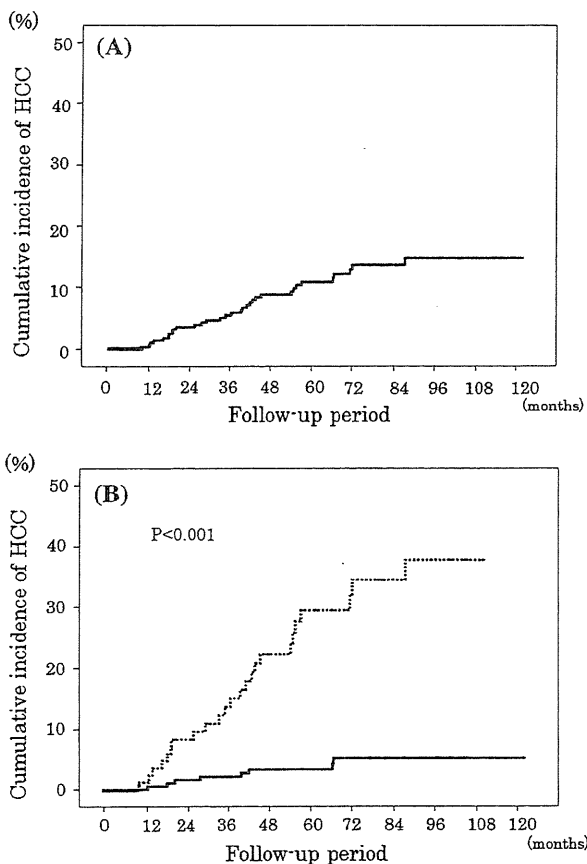 (%)
(A)
50
40
30
20
10
0
Cumulative incidence of HCC
0 12 24 36 48 60 72 84 96 108 120
(months)
Follow-up period
(%)
(B)
P<0.001
50
40
30
20
10
0
Cumulative incidence of HCC
0 12 24 36 48 60 72 84 96 108 120
(months)
Follow-up period